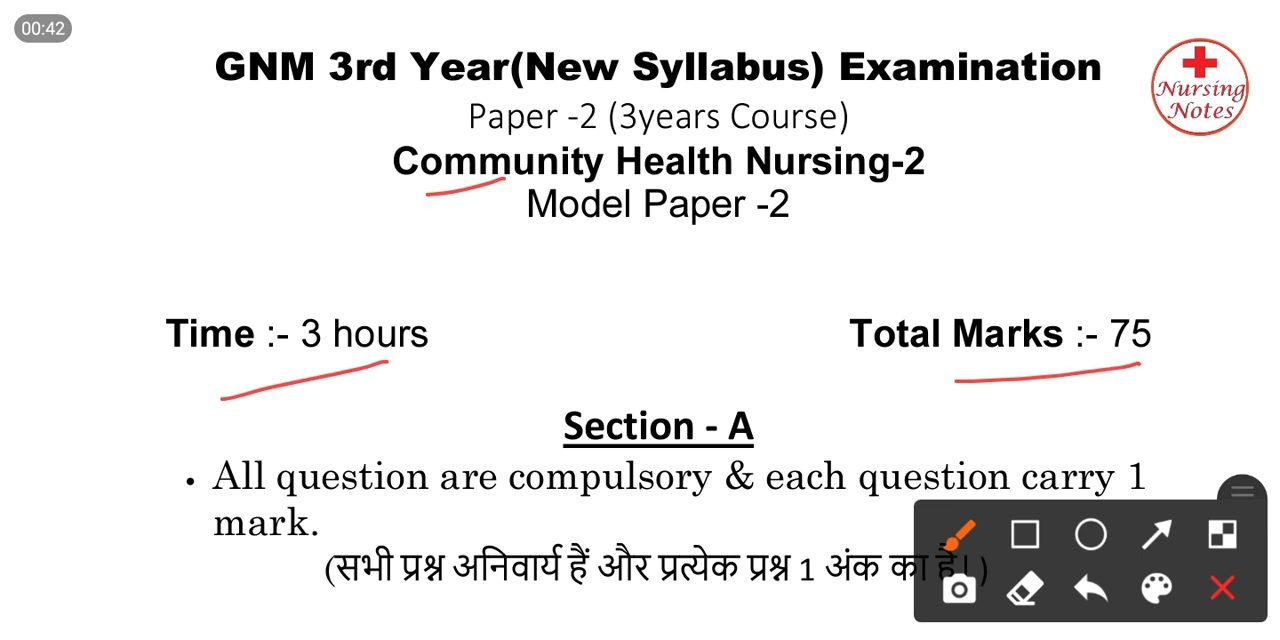 00:42
GNM 3rd Year(New Syllabus) Examination
Paper -2 (3years Course)
Community Health Nursing-2
Model Paper -2
Nursing
Notes
Time :- 3 hours
Total Marks :- 75
Section - A
• All question are compulsory & each question carry 1
mark.
(सभी प्रश्न अनिवार्य हैं और प्रत्येक प्रश्न 1 अंक का है।)